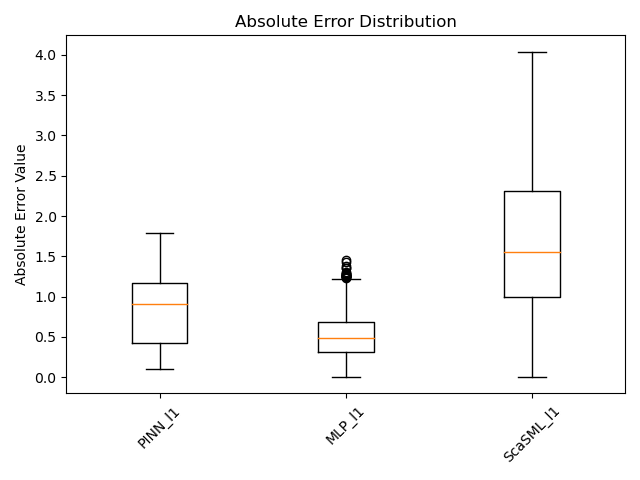 Absolute Error Distribution
Absolute Error Value
4.0
3.5
3.0
2.5
2.0
1.5
1.0
0.5
0.0
PINN_l1
MLP_l1
ScaSML_l1